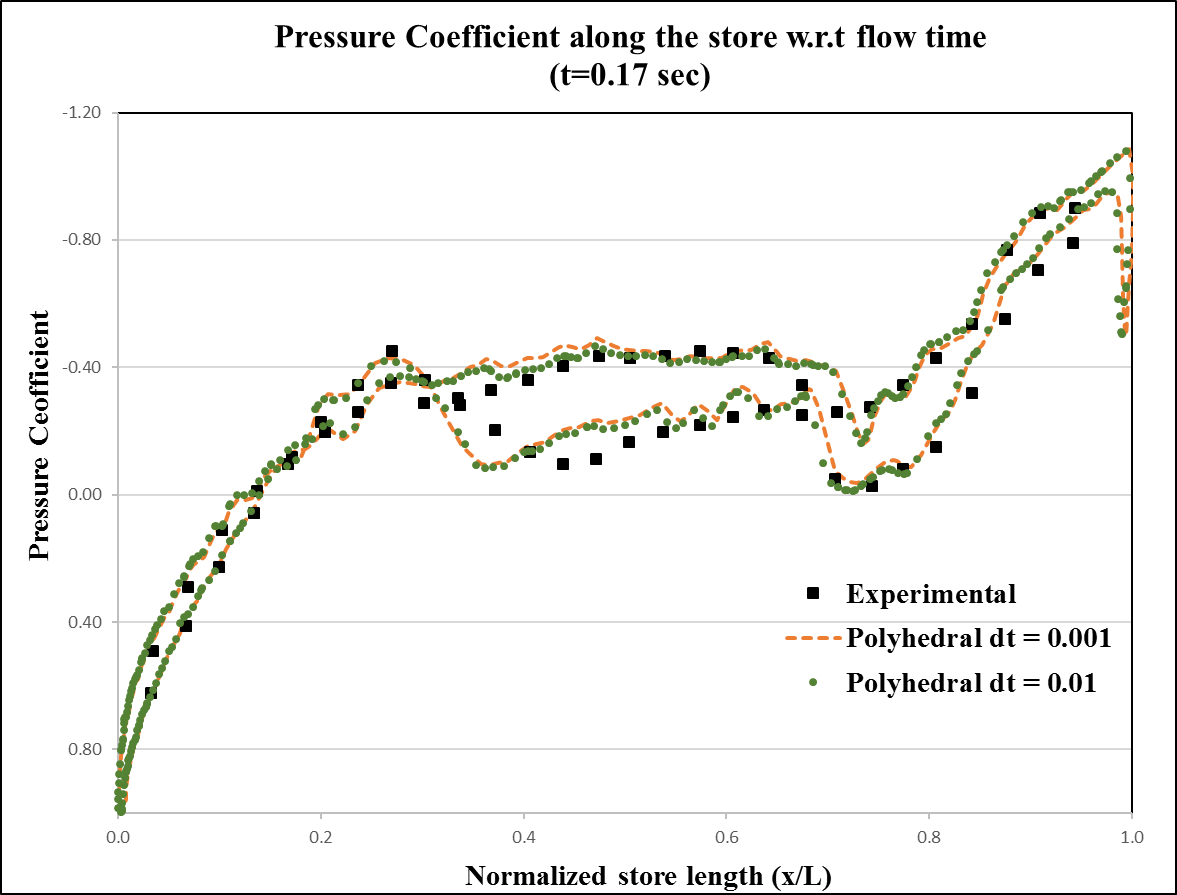 Pressure Coefficient along the store w.r.t flow time
(t=0.17 sec)
-1.20
-0.80
-0.40
0.00
0.40
0.80
Pressure Ceofficient
Experimental
Polyhedral dt = 0.001
Polyhedral dt = 0.01
0.0 0.2 0.4 0.6 0.8 1.0
Normalized store length (x/L)